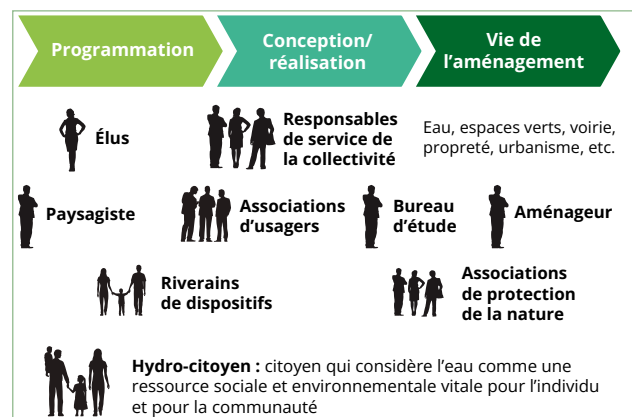 Programmation
Conception/
réalisation
Vie de
l'aménagement
Élus
Responsables
de service de
la collectivité
Eau, espaces verts, voirie,
propreté, urbanisme, etc.
Paysagiste
Associations
d'usagers
Bureau
d'étude
Aménageur
Riverains
de dispositifs
Associations
de protection
de la nature
Hydro-citoyen : citoyen qui considère l'eau comme une
ressource sociale et environnementale vitale pour l'individu
et pour la communauté